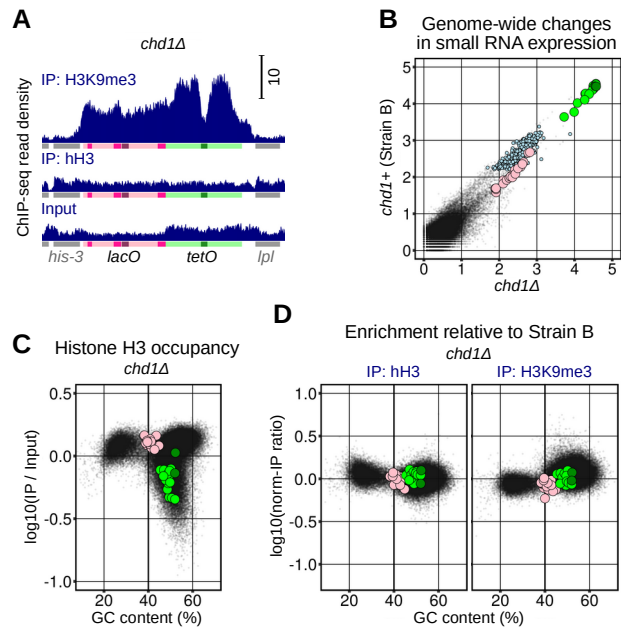 A
chd1Δ
IP: H3K9me3
10
IP: hH3
Input
ChIP-seq read density
his-3 lacO tetO lpl
B
Genome-wide changes
in small RNA expression
chd1+ (Strain B)
5
4
3
2
1
0
0 1 2 3 4 5
chd1Δ
C
Histone H3 occupancy
chd1Δ
log10(IP / Input)
0.5
0.0
-0.5
-1.0
20 40 60
GC content (%)
D
Enrichment relative to Strain B
chd1Δ
IP: hH3 IP: H3K9me3
log10(norm-IP ratio)
1.0
0.5
0.0
-0.5
-1.0
20 40 60 20 40 60
GC content (%)